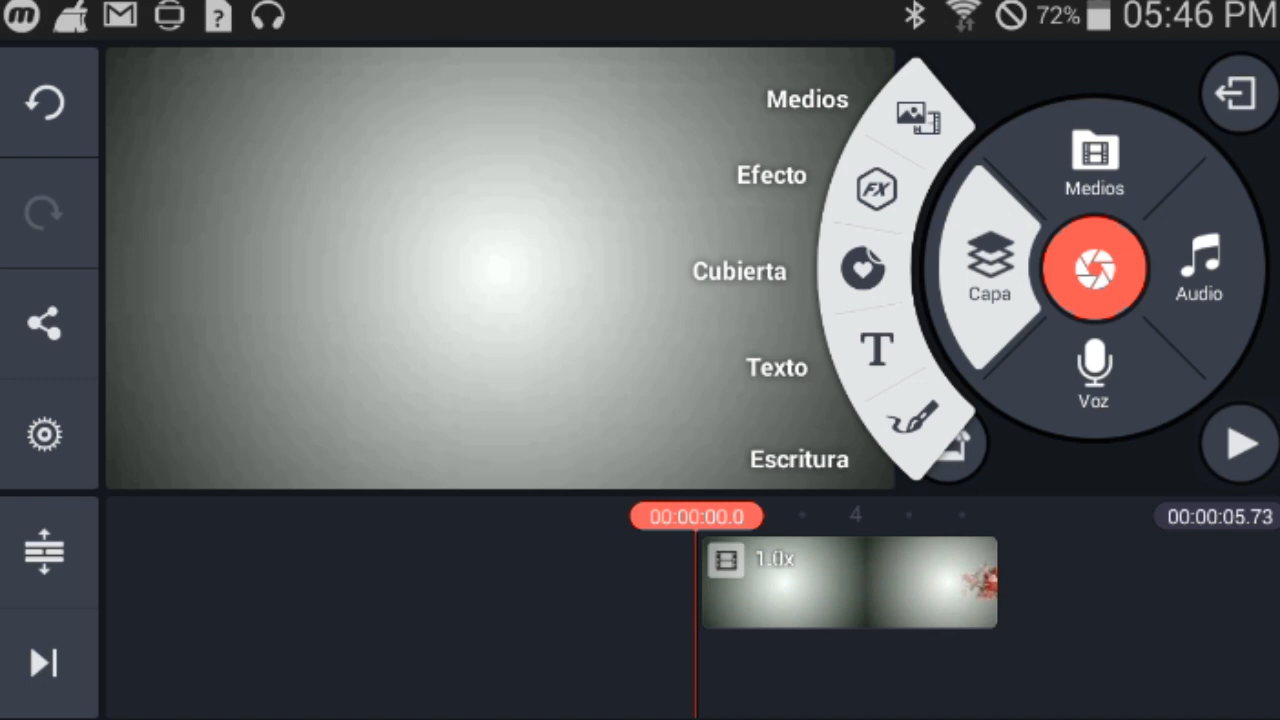 72% 05:46 PM
Medios
Efecto
Cubierta
Texto
Escritura
FX
T
Medios
Capa
Audio
Voz
00:00:00.0
4
00:00:05.73
1.0x